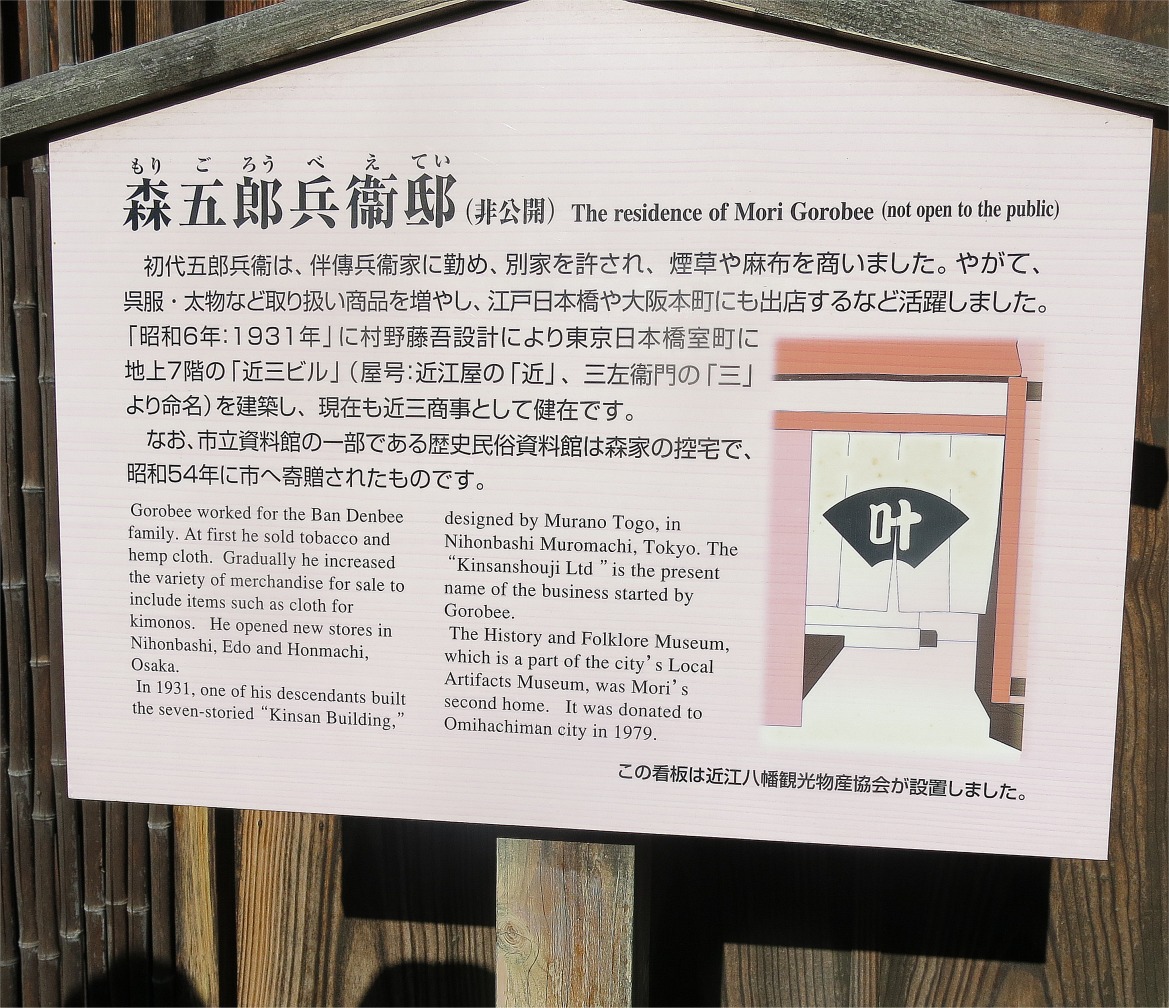 もり ご ろう べ え てい
森五郎兵衞邸(非公開) The residence of Mori Gorobee (not open to the public)
初代五郎兵衞は、伴傳兵衞家に勤め、別家を許され、煙草や麻布を商いました。やがて、
呉服・太物など取り扱い商品を増やし、江戸日本橋や大阪本町にも出店するなど活躍しました。
「昭和6年:1931年」に村野藤吾設計により東京日本橋室町に
地上7階の「近三ビル」(屋号:近江屋の「近」、三左衞門の「三」
より命名)を建築し、現在も近三商事として健在です。
なお、市立資料館の一部である歴史民俗資料館は森家の控宅で、
昭和54年に市へ寄贈されたものです。
Gorobee worked for the Ban Denbee
family. At first he sold tobacco and
hemp cloth. Gradually he increased
the variety of merchandise for sale to
include items such as cloth for
kimonos. He opened new stores in
Nihonbashi, Edo and Honmachi,
Osaka.
In 1931, one of his descendants built
the seven-storied “Kinsan Building,”
designed by Murano Togo, in
Nihonbashi Muromachi, Tokyo. The
“Kinsanshouji Ltd ” is the present
name of the business started by
Gorobee.
The History and Folklore Museum,
which is a part of the city’s Local
Artifacts Museum, was Mori’s
second home. It was donated to
Omihachiman city in 1979.
叶
この看板は近江八幡観光物産協会が設置しました。